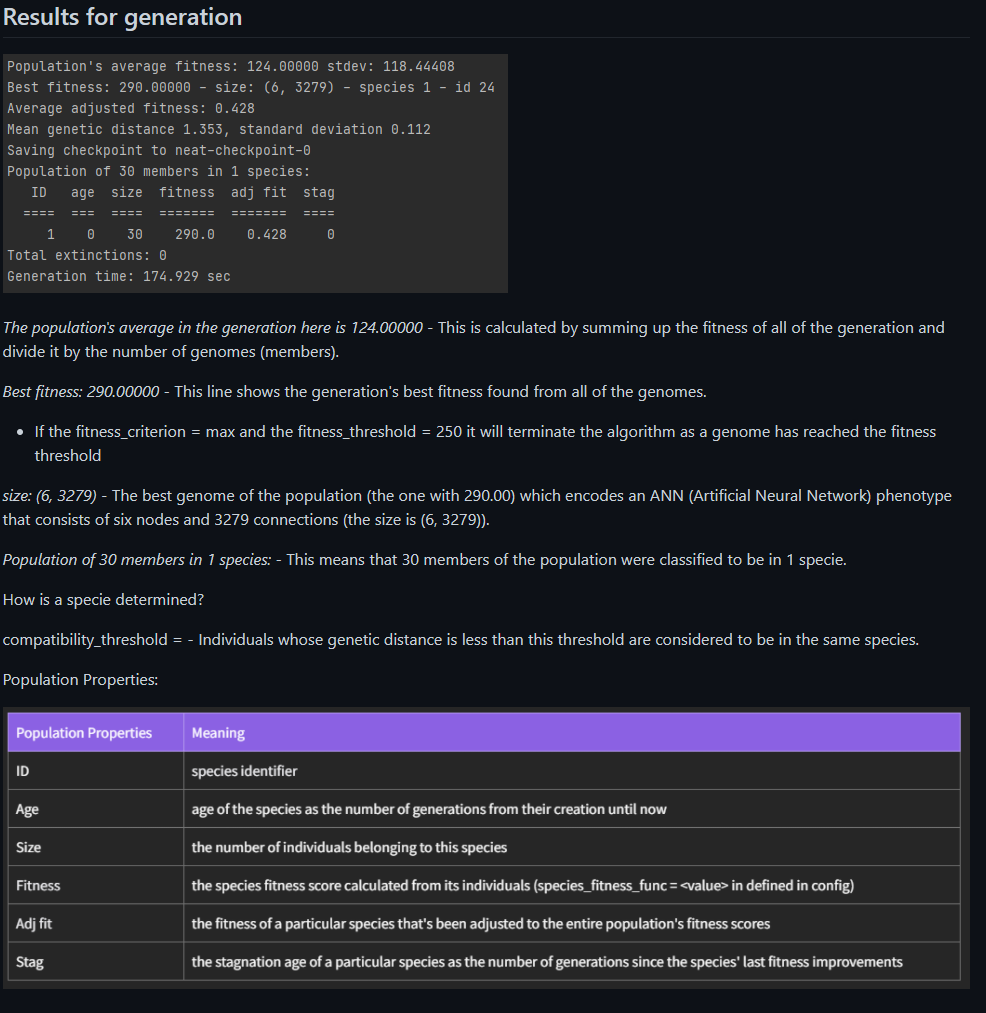 Results for generation
Population's average fitness: 124.00000 stdev: 118.44408
Best fitness: 290.00000 - size: (6, 3279) - species 1 - id 24
Average adjusted fitness: 0.428
Mean genetic distance 1.353, standard deviation 0.112
Saving checkpoint to neat-checkpoint-0
Population of 30 members in 1 species:
ID age size fitness adj fit stag
==== === ==== ======= ======= ====
1 0 30 290.0 0.428 0
Total extinctions: 0
Generation time: 174.929 sec
The population's average in the generation here is 124.00000 - This is calculated by summing up the fitness of all of the generation and
divide it by the number of genomes (members).
Best fitness: 290.00000 - This line shows the generation's best fitness found from all of the genomes.
• If the fitness_criterion = max and the fitness_threshold = 250 it will terminate the algorithm as a genome has reached the fitness
threshold
size: (6, 3279) - The best genome of the population (the one with 290.00) which encodes an ANN (Artificial Neural Network) phenotype
that consists of six nodes and 3279 connections (the size is (6, 3279)).
Population of 30 members in 1 species: - This means that 30 members of the population were classified to be in 1 specie.
How is a specie determined?
compatibility_threshold = - Individuals whose genetic distance is less than this threshold are considered to be in the same species.
Population Properties:
Population Properties Meaning
ID species identifier
Age age of the species as the number of generations from their creation until now
Size the number of individuals belonging to this species
Fitness the species fitness score calculated from its individuals (species_fitness_func = <value> in defined in config)
Adj fit the fitness of a particular species that's been adjusted to the entire population's fitness scores
Stag the stagnation age of a particular species as the number of generations since the species' last fitness improvements